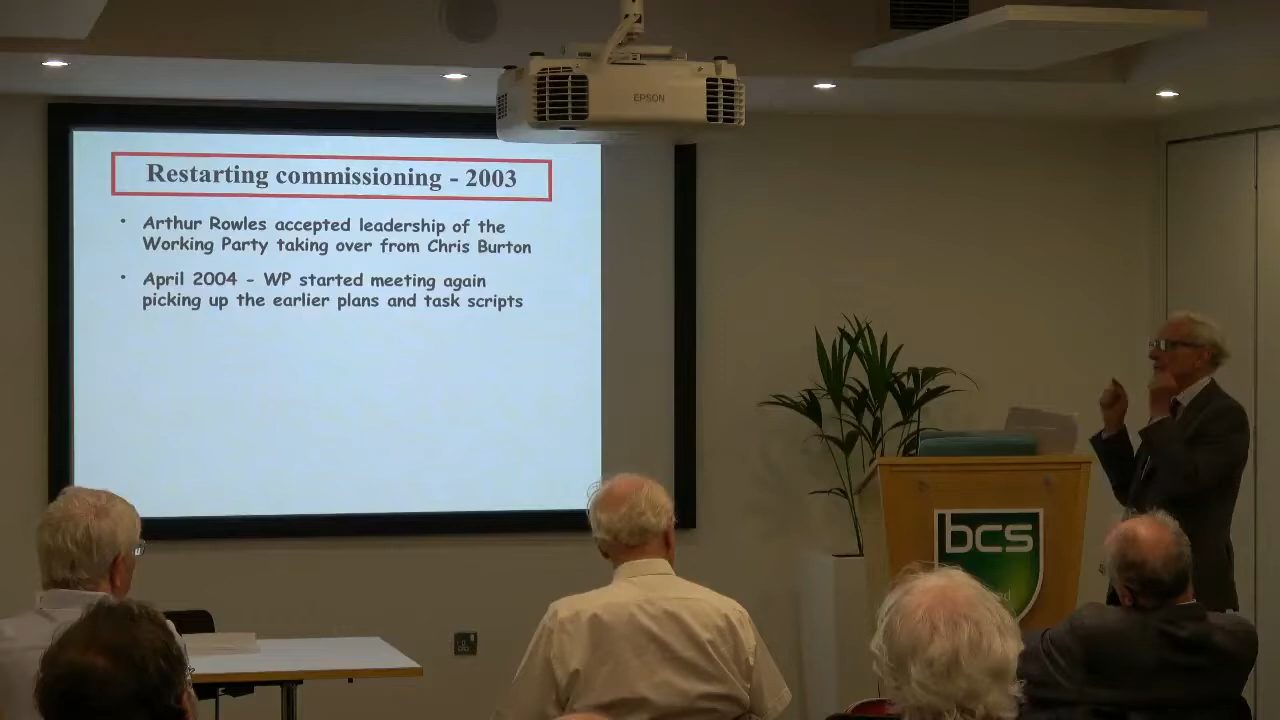 EPSON
Restarting commissioning - 2003
• Arthur Rowles accepted leadership of the
Working Party taking over from Chris Burton
• April 2004 - WP started meeting again
picking up the earlier plans and task scripts
bcs